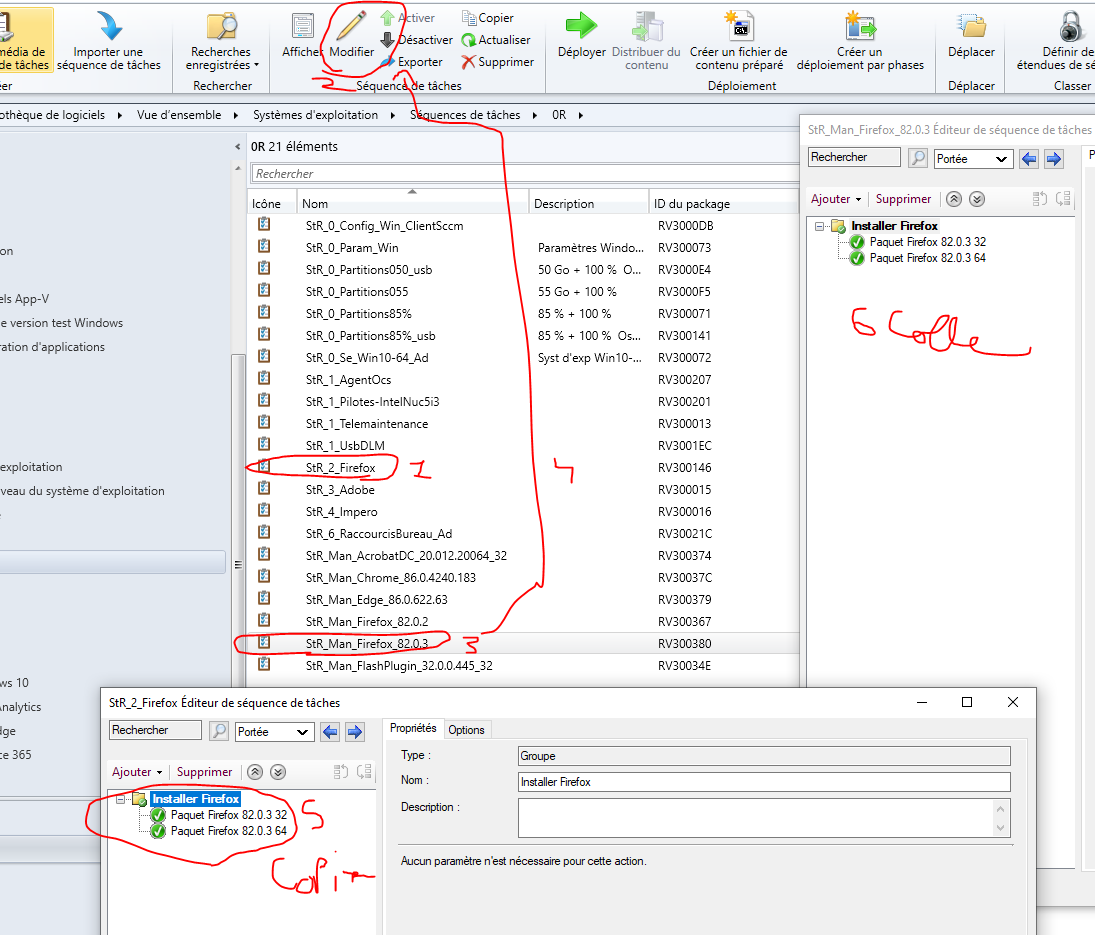 média de
de tâches
er
Importer une
séquence de tâches
Recherches
enregistrées
Rechercher
Afficher
Modifier
Activer
Désactiver
Exporter
Copier
Actualiser
Supprimer
2
Séquence de tâches
Déployer
Distribuer du
contenu
Créer un fichier de
contenu préparé
Créer un
déploiement par phases
Déploiement
Déplacer
Déplacer
Définir de
étendues de sé
Classer
othèque de logiciels
Vue d'ensemble
Systèmes d'exploitation
Séquences de tâches
0R
on
els App-V
e version test Windows
ration d'applications
exploitation
veau du système d'exploitation
ws 10
Analytics
dge
ce 365
0R 21 éléments
Rechercher
Icône Nom Description ID du package
StR_0_Config_Win_ClientSccm RV3000DB
StR_0_Param_Win Paramètres Windo... RV300073
StR_0_Partitions050_usb 50 Go + 100 % O... RV3000E4
StR_0_Partitions055 55 Go + 100 % RV3000F5
StR_0_Partitions85% 85 % + 100 % RV300071
StR_0_Partitions85%_usb 85 % + 100 % Os... RV300141
StR_0_Se_Win10-64_Ad Syst d'exp Win10-... RV300072
StR_1_AgentOcs RV300207
StR_1_Pilotes-IntelNuc5i3 RV300201
StR_1_Telemaintenance RV300013
StR_1_UsbDLM RV3001EC
StR_2_Firefox 1 RV300146
4
StR_3_Adobe RV300015
StR_4_Impero RV300016
StR_6_RaccourcisBureau_Ad RV30021C
StR_Man_AcrobatDC_20.012.20064_32 RV300374
StR_Man_Chrome_86.0.4240.183 RV30037C
StR_Man_Edge_86.0.622.63 RV300379
StR_Man_Firefox_82.0.2 RV300367
StR_Man_Firefox_82.0.3 3 RV300380
StR_Man_FlashPlugin_32.0.0.445_32 RV30034E
StR_Man_Firefox_82.0.3 Éditeur de séquence de tâches
Rechercher Portée
P
Ajouter Supprimer
Installer Firefox
Paquet Firefox 82.0.3 32
Paquet Firefox 82.0.3 64
6 Colle
StR_2_Firefox Éditeur de séquence de tâches
Rechercher Portée
Ajouter Supprimer
Installer Firefox
Paquet Firefox 82.0.3 32
Paquet Firefox 82.0.3 64
5
Copier
Propriétés Options
Type : Groupe
Nom : Installer Firefox
Description :
Aucun paramètre n'est nécessaire pour cette action.